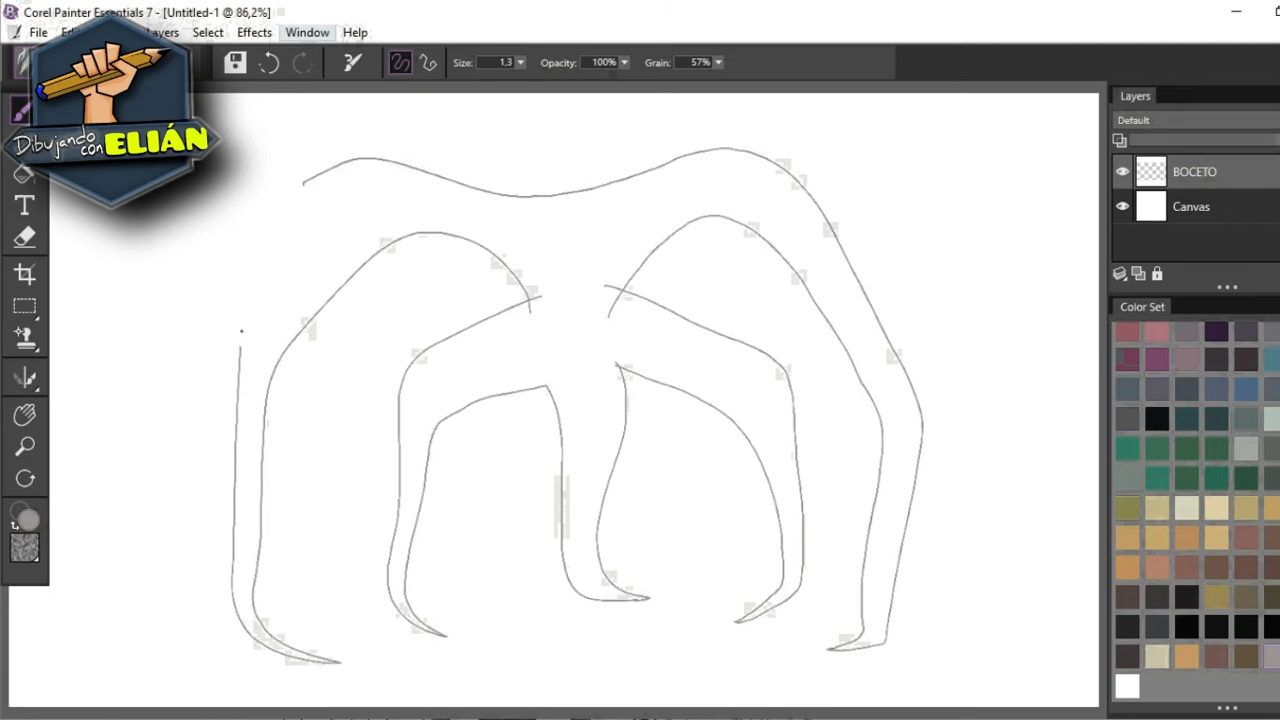 Corel Painter Essentials 7 - [Untitled-1 @ 86,2%]
File Layers Select Effects Window Help
Size: 1,3 Opacity: 100% Grain: 57%
Dibujando
con ELIÁN
T
Layers
Default
BOCETO
Canvas
Color Set